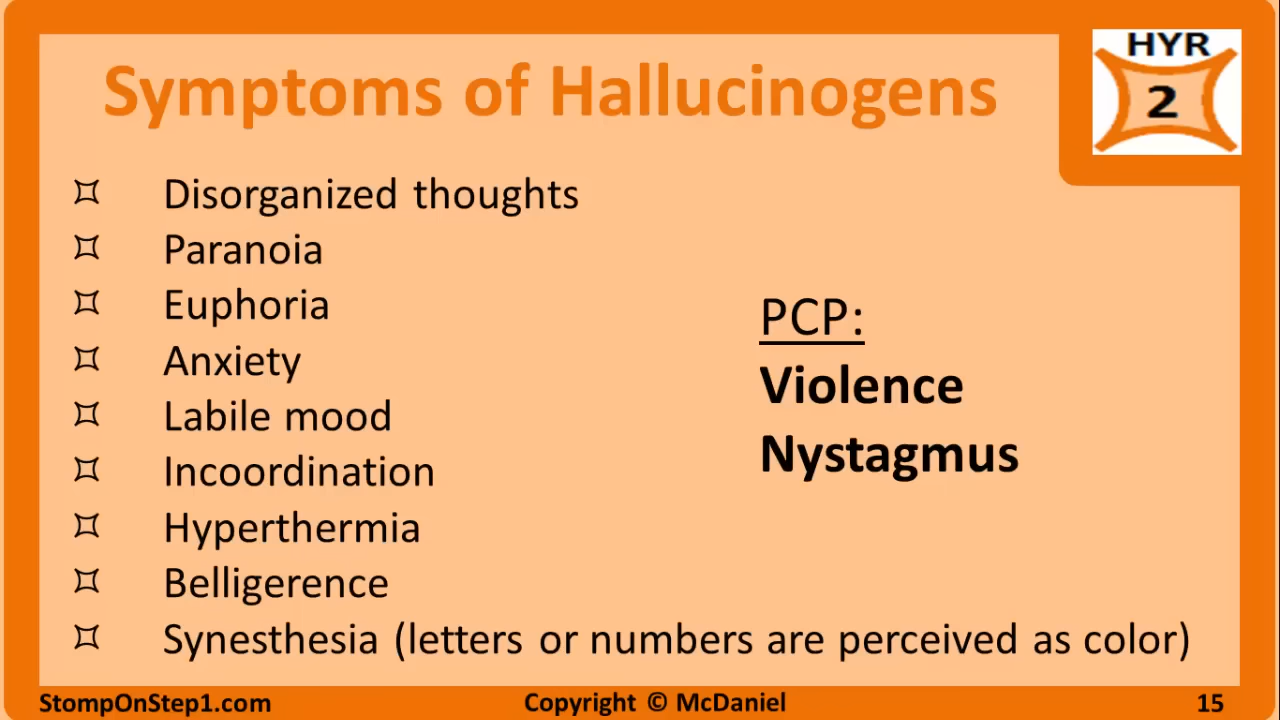 HYR
2
Symptoms of Hallucinogens
Disorganized thoughts
Paranoia
Euphoria
Anxiety
Labile mood
Incoordination
Hyperthermia
Belligerence
Synesthesia (letters or numbers are perceived as color)
PCP:
Violence
Nystagmus
StompOnStep1.com
Copyright © McDaniel
15